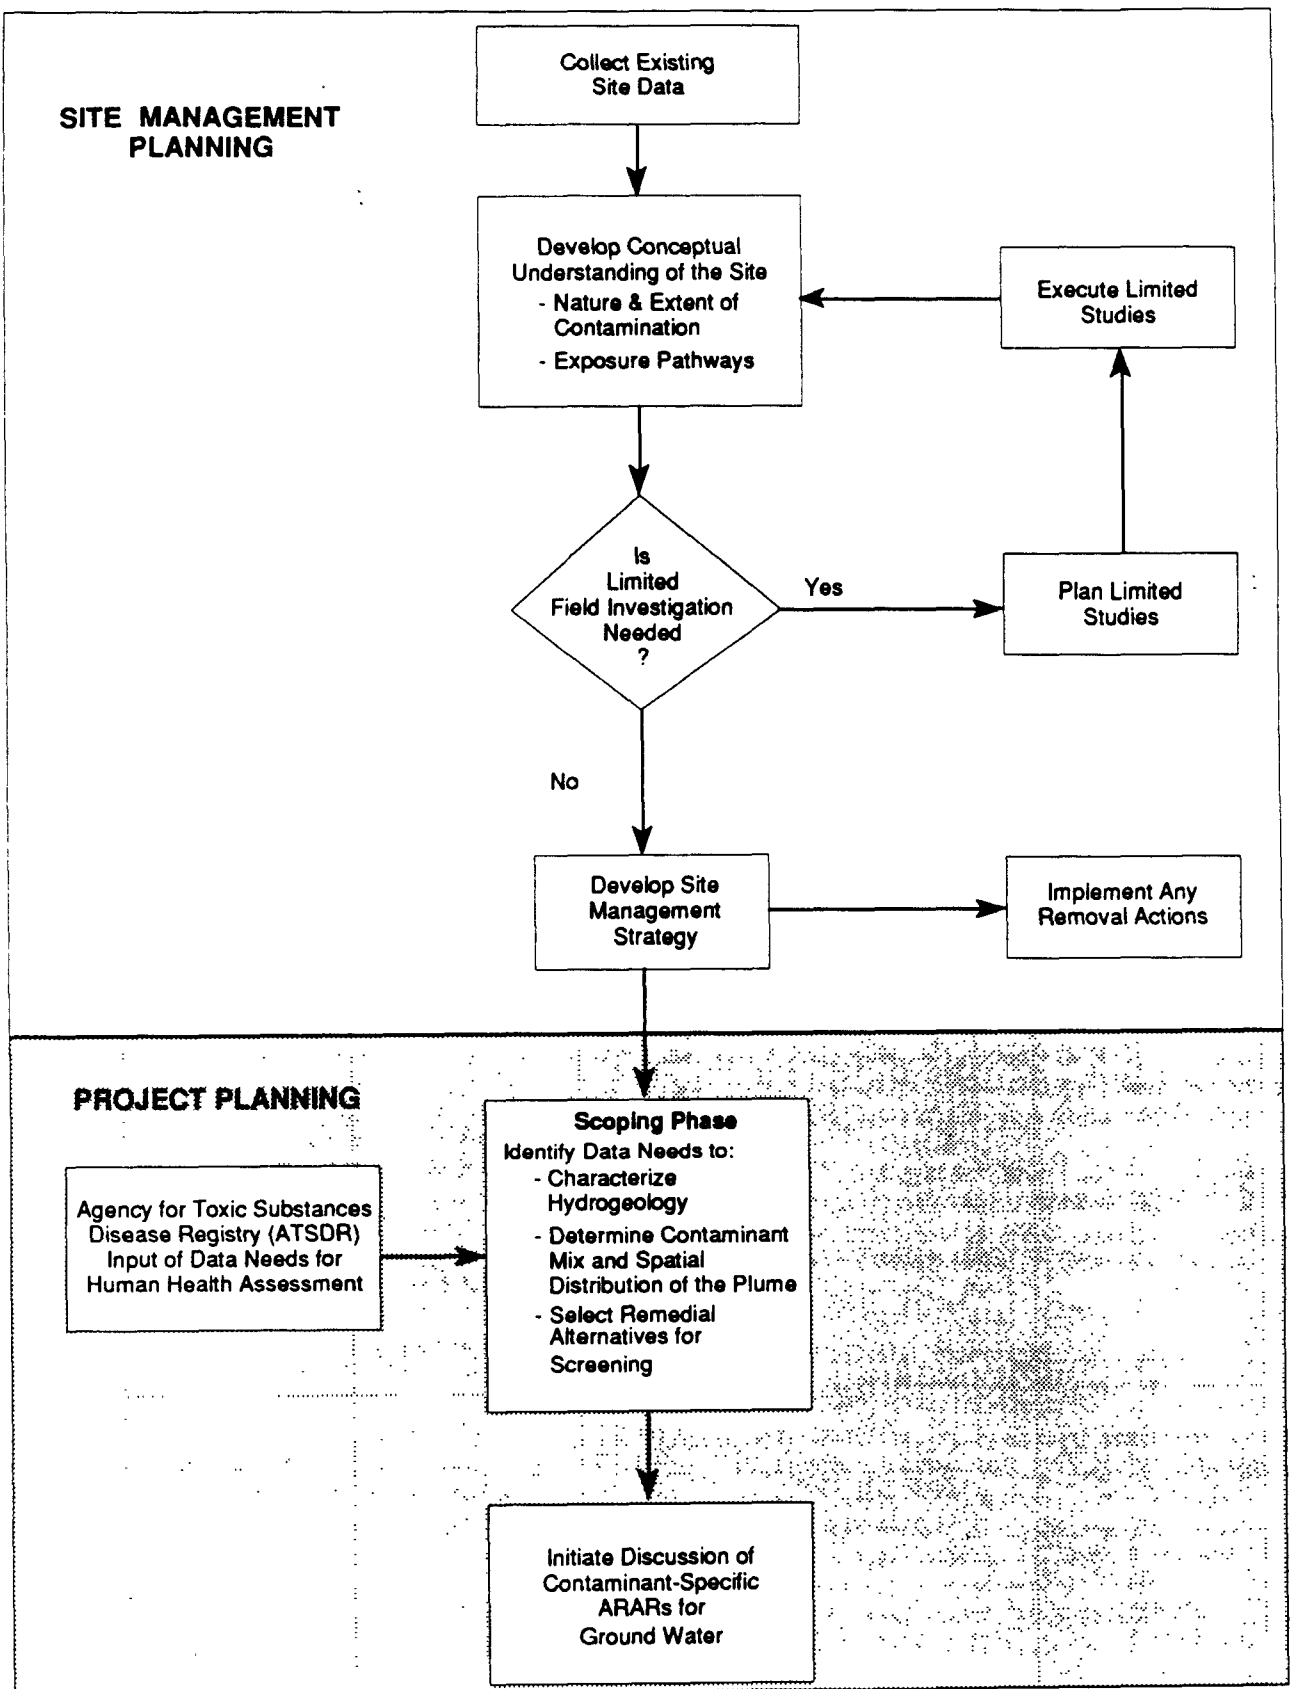 Collect Existing
Site Data
SITE MANAGEMENT
PLANNING
Develop Conceptual
Understanding of the Site
- Nature & Extent of
Contamination
- Exposure Pathways
Execute Limited
Studies
Is
Limited
Field Investigation
Needed
?
Yes
Plan Limited
Studies
No
Develop Site
Management
Strategy
Implement Any
Removal Actions
PROJECT PLANNING
Scoping Phase
Identify Data Needs to:
- Characterize
Hydrogeology
- Determine Contaminant
Mix and Spatial
Distribution of the Plume
- Select Remedial
Alternatives for
Screening
Agency for Toxic Substances
Disease Registry (ATSDR)
Input of Data Needs for
Human Health Assessment
Initiate Discussion of
Contaminant-Specific
ARARs for
Ground Water